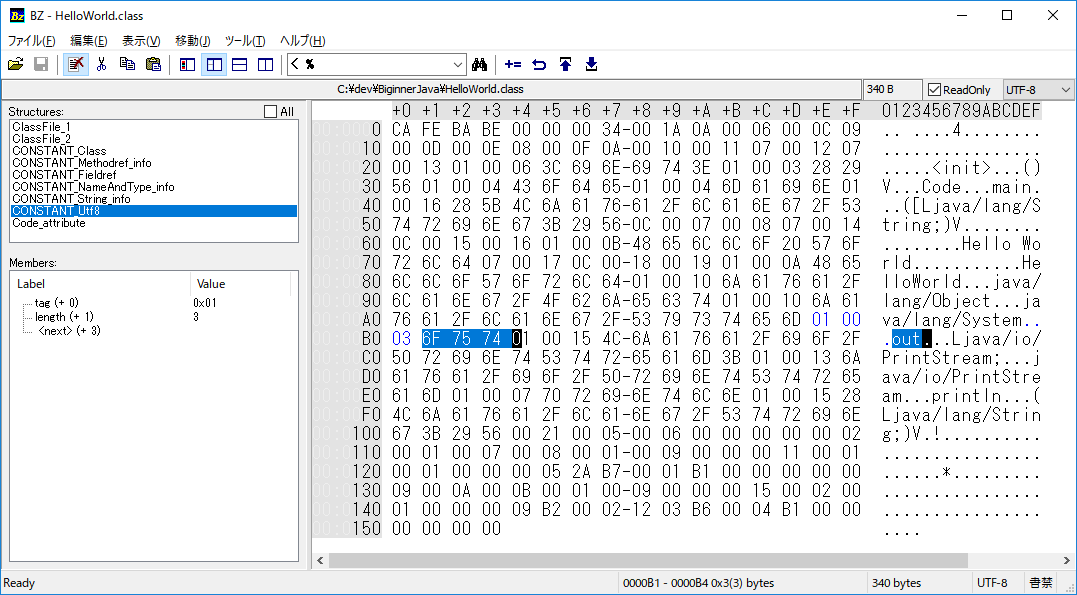 BZ - HelloWorld.class
ファイル(F) 編集(E) 表示(V) 移動(J) ツール(T) ヘルプ(H)
< %
C:¥dev¥BiginnerJava¥HelloWorld.class 340 B ReadOnly UTF-8
Structures: All
ClassFile_1
ClassFile_2
CONSTANT_Class
CONSTANT_Methodref_info
CONSTANT_Fieldref
CONSTANT_NameAndType_info
CONSTANT_String_info
CONSTANT_Utf8
Code_attribute
Members:
Label Value
tag (+ 0) 0x01
length (+ 1) 3
<next> (+ 3)
+0 +1 +2 +3 +4 +5 +6 +7 +8 +9 +A +B +C +D +E +F 0123456789ABCDEF
0 CA FE BA BE 00 00 00 34-00 1A 0A 00 06 00 0C 09 .. ....4........
10 00 0D 00 0E 08 00 0F 0A-00 10 00 11 07 00 12 07 ................
20 00 13 01 00 06 3C 69 6E-69 74 3E 01 00 03 28 29 .....<init>...()
30 56 01 00 04 43 6F 64 65-01 00 04 6D 61 69 6E 01 V...Code...main.
40 00 16 28 5B 4C 6A 61 76-61 2F 6C 61 6E 67 2F 53 ..([Ljava/lang/S
50 74 72 69 6E 67 3B 29 56-0C 00 07 00 08 07 00 14 tring;)V........
60 0C 00 15 00 16 01 00 0B-48 65 6C 6C 6F 20 57 6F ........Hello Wo
70 72 6C 64 07 00 17 0C 00-18 00 19 01 00 0A 48 65 rld...........He
80 6C 6C 6F 57 6F 72 6C 64-01 00 10 6A 61 76 61 2F lloWorld...java/
90 6C 61 6E 67 2F 4F 62 6A-65 63 74 01 00 10 6A 61 lang/Object...ja
A0 76 61 2F 6C 61 6E 67 2F-53 79 73 74 65 6D 01 00 va/lang/System..
B0 03 6F 75 74 01 00 15 4C-6A 61 76 61 2F 69 6F 2F .out...Ljava/io/
C0 50 72 69 6E 74 53 74 72-65 61 6D 3B 01 00 13 6A PrintStream;...j
D0 61 76 61 2F 69 6F 2F 50-72 69 6E 74 53 74 72 65 ava/io/PrintStre
E0 61 6D 01 00 07 70 72 69-6E 74 6C 6E 01 00 15 28 am...println...(
F0 4C 6A 61 76 61 2F 6C 61-6E 67 2F 53 74 72 69 6E Ljava/lang/Strin
100 67 3B 29 56 00 21 00 05-00 06 00 00 00 00 00 02 g;)V.!..........
110 00 01 00 07 00 08 00 01-00 09 00 00 00 11 00 01 ................
120 00 01 00 00 00 05 2A B7-00 01 B1 00 00 00 00 00 ......*.........
130 09 00 0A 00 0B 00 01 00-09 00 00 00 15 00 02 00 ................
140 01 00 00 00 09 B2 00 02-12 03 B6 00 04 B1 00 00 ................
150 00 00 00 00 ....
Ready 0000B1 - 0000B4 0x3(3) bytes 340 bytes UTF-8 書禁